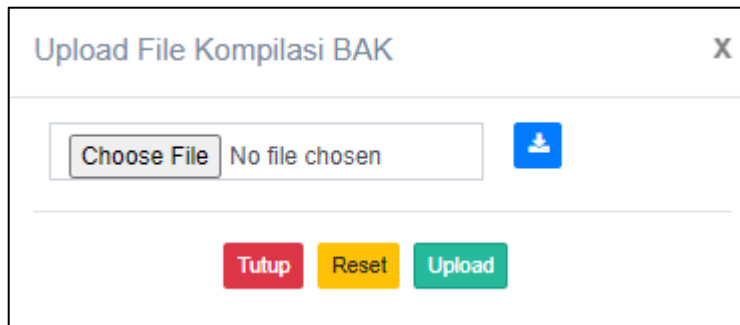 Upload File Kompilasi BAK X
Choose File No file chosen
Tutup Reset Upload